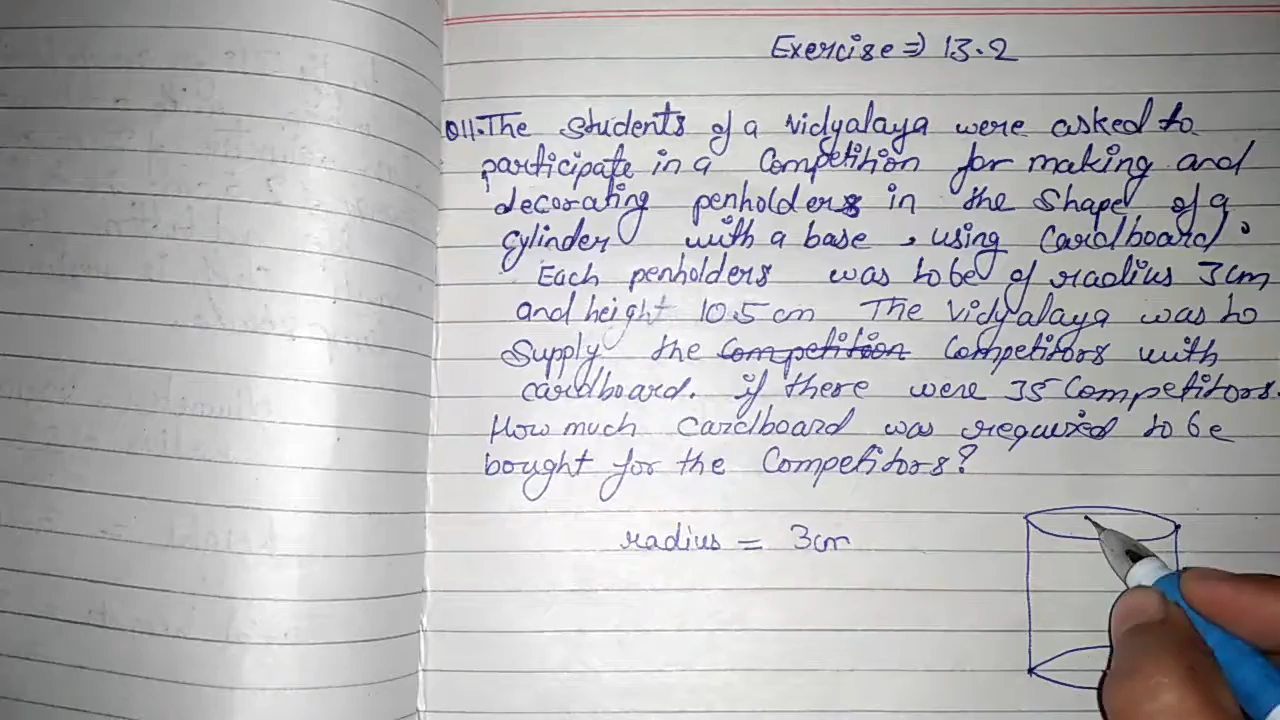 Exercise ⇒ 13.2
Q11. The students of a vidyalaya were asked to
participate in a Competition for making and
decorating penholders in the shape of a
cylinder with a base, using Cardboard.
Each penholders was to be of radius 3cm
and height 10.5 cm The Vidyalaya was to
Supply the Competition Competitors with
cardboard. if there were 35 Competitors.
How much Cardboard was required to be
bought for the Competitors?
radius = 3cm